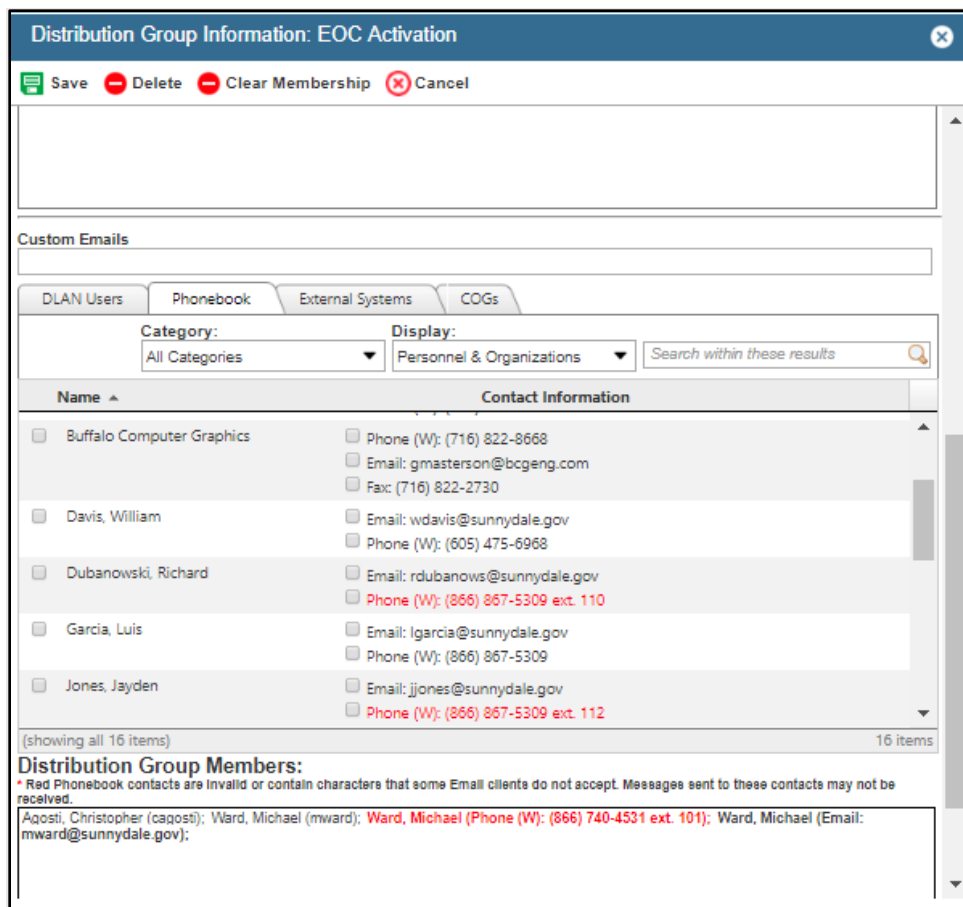 Distribution Group Information: EOC Activation
Save Delete Clear Membership Cancel
Custom Emails
DLAN Users Phonebook External Systems COGs
Category: Display:
All Categories Personnel & Organizations Search within these results
Name Contact Information
Buffalo Computer Graphics Phone (W): (716) 822-8668
Email: gmasterson@bcgeng.com
Fax: (716) 822-2730
Davis, William Email: wdavis@sunnydale.gov
Phone (W): (605) 475-6968
Dubanowski, Richard Email: rdubanows@sunnydale.gov
Phone (W): (866) 867-5309 ext. 110
Garcia, Luis Email: lgarcia@sunnydale.gov
Phone (W): (866) 867-5309
Jones, Jayden Email: jjones@sunnydale.gov
Phone (W): (866) 867-5309 ext. 112
(showing all 16 items) 16 items
Distribution Group Members:
* Red Phonebook contacts are invalid or contain characters that some Email clients do not accept. Messages sent to these contacts may not be
received.
Agosti, Christopher (cagosti); Ward, Michael (mward); Ward, Michael (Phone (W): (866) 740-4531 ext. 101); Ward, Michael (Email:
mward@sunnydale.gov);